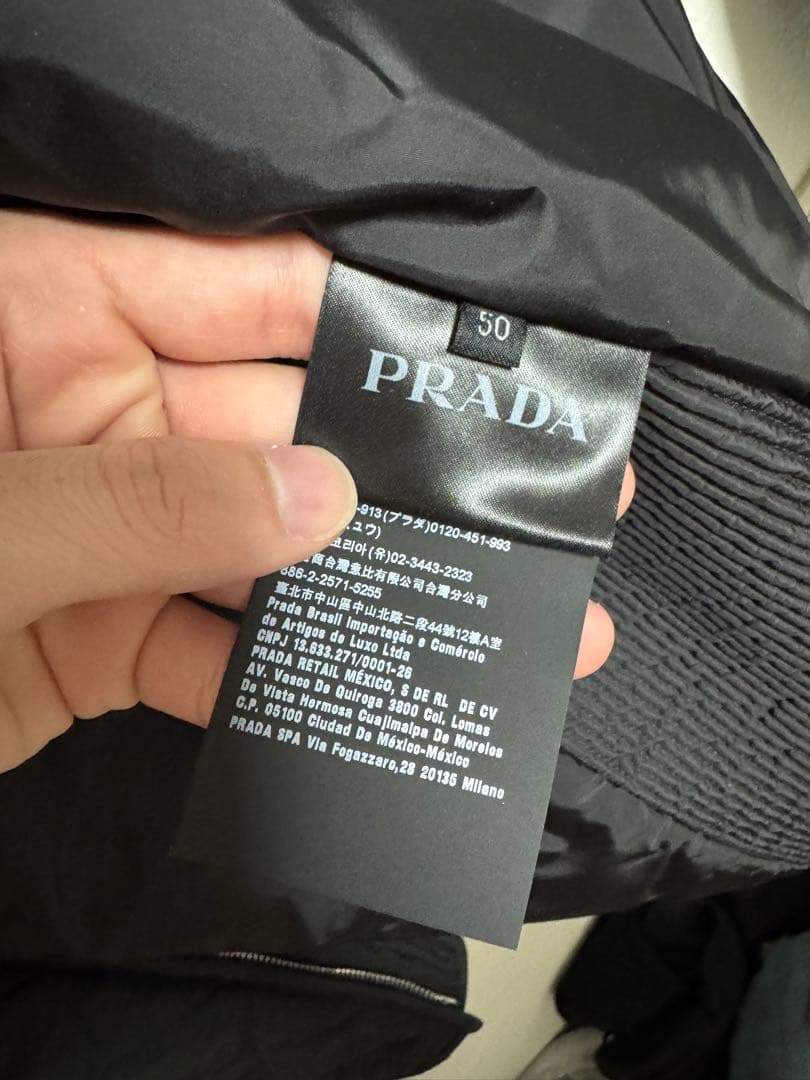 50
PRADA
-913(プラダ)0120-451-993
ュウ)
코리아(유)02-3443-2323
商台灣意比有限公司台灣分公司
886-2-2571-5255
臺北市中山區中山北路二段44號12樓A室
Prada Brasil Importação e Comércio
de Artigos de Luxo Ltda
CNPJ 13.633.271/0001-26
PRADA RETAIL MÉXICO, S DE RL DE CV
AV. Vasco De Quiroga 3800 Col. Lomas
De Vista Hermosa Cuajimalpa De Morelos
C.P. 05100 Ciudad De México-México
PRADA SPA Via Fogazzaro,28 20135 Milano